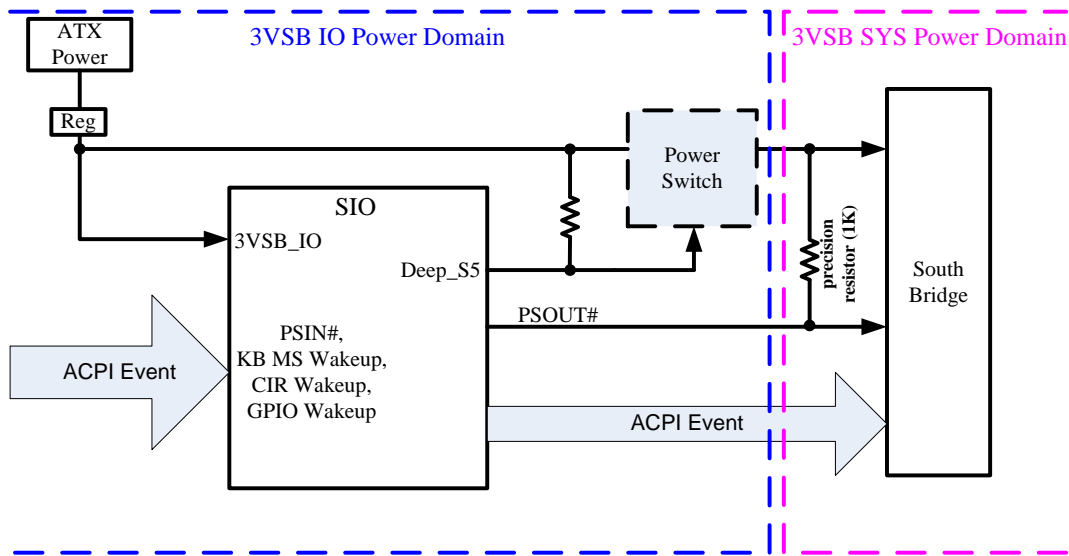 3VSB IO Power Domain
3VSB SYS Power Domain
ATX
Power
Reg
Power
Switch
SIO
3VSB_IO
Deep_S5
precision
resistor (1K)
South
Bridge
PSOUT#
PSIN#,
KB MS Wakeup,
CIR Wakeup,
GPIO Wakeup
ACPI Event
ACPI Event